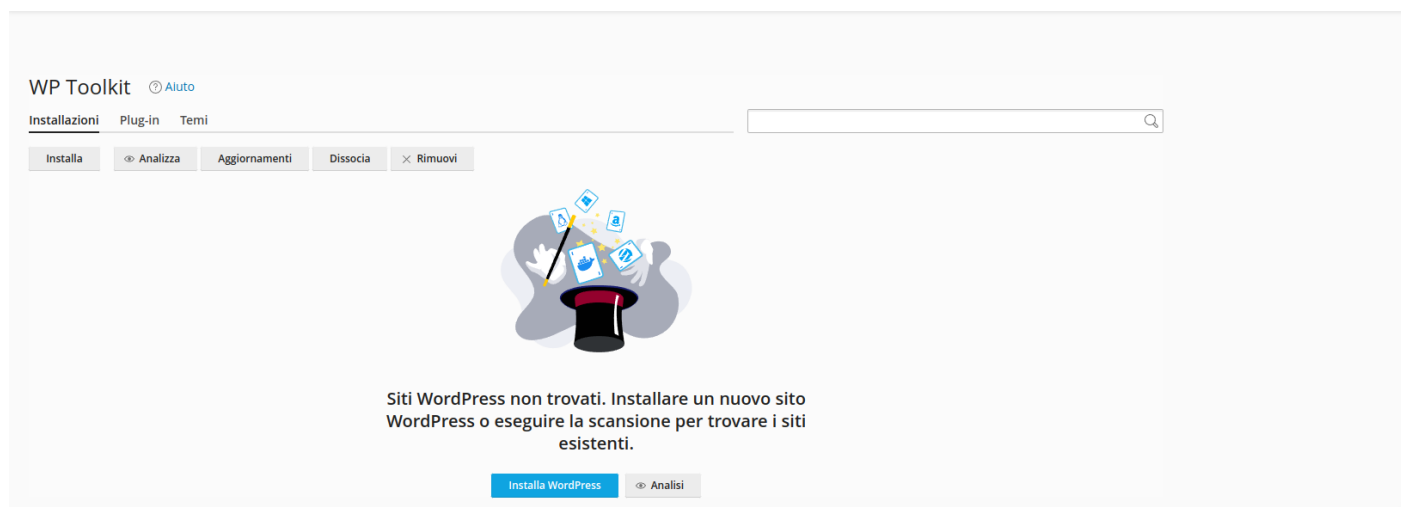 WP Toolkit ? Aiuto
Installazioni Plug-in Temi
Installa Analizza Aggiornamenti Dissocia Rimuovi
a
Siti WordPress non trovati. Installare un nuovo sito
WordPress o eseguire la scansione per trovare i siti
esistenti.
Installa WordPress Analisi